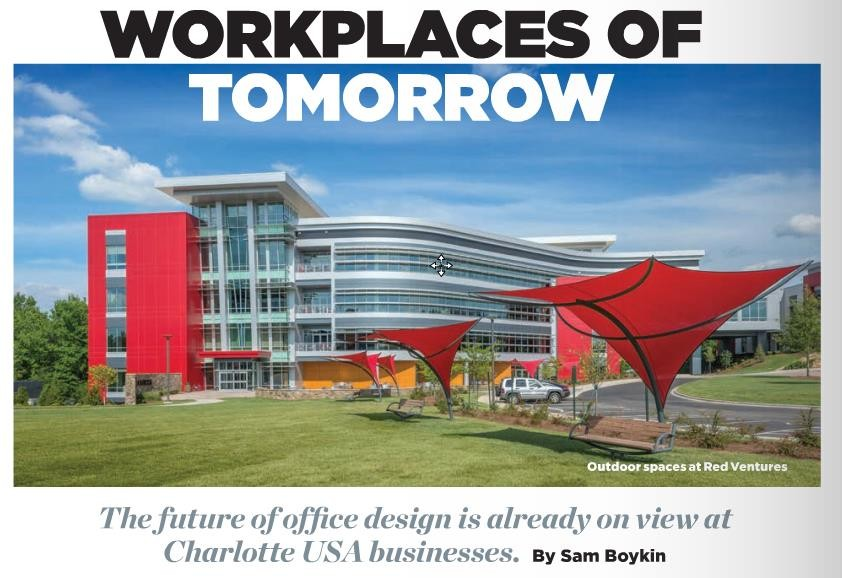 WORKPLACES OF
TOMORROW
Outdoor spaces at Red Ventures
The future of office design is already on view at
Charlotte USA businesses. By Sam Boykin